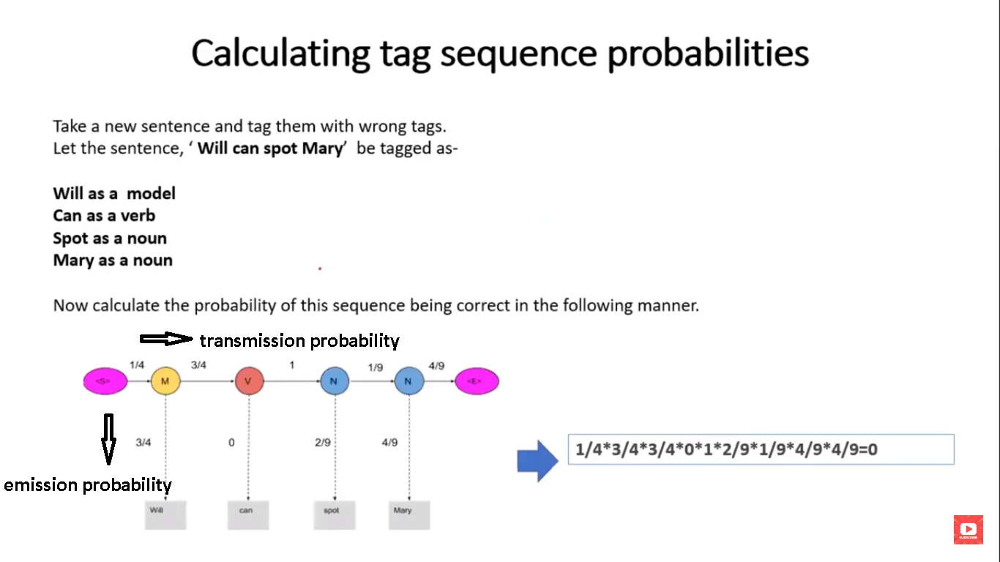 Calculating tag sequence probabilities
Take a new sentence and tag them with wrong tags.
Let the sentence, ‘ Will can spot Mary’ be tagged as-
Will as a model
Can as a verb
Spot as a noun
Mary as a noun
Now calculate the probability of this sequence being correct in the following manner.
transmission probability
1/4 3/4 1 1/9 4/9
<S> M V N N <E>
3/4 0 2/9 4/9
1/4*3/4*3/4*0*1*2/9*1/9*4/9*4/9=0
emission probability
Will can spot Mary
SUBSCRIBE